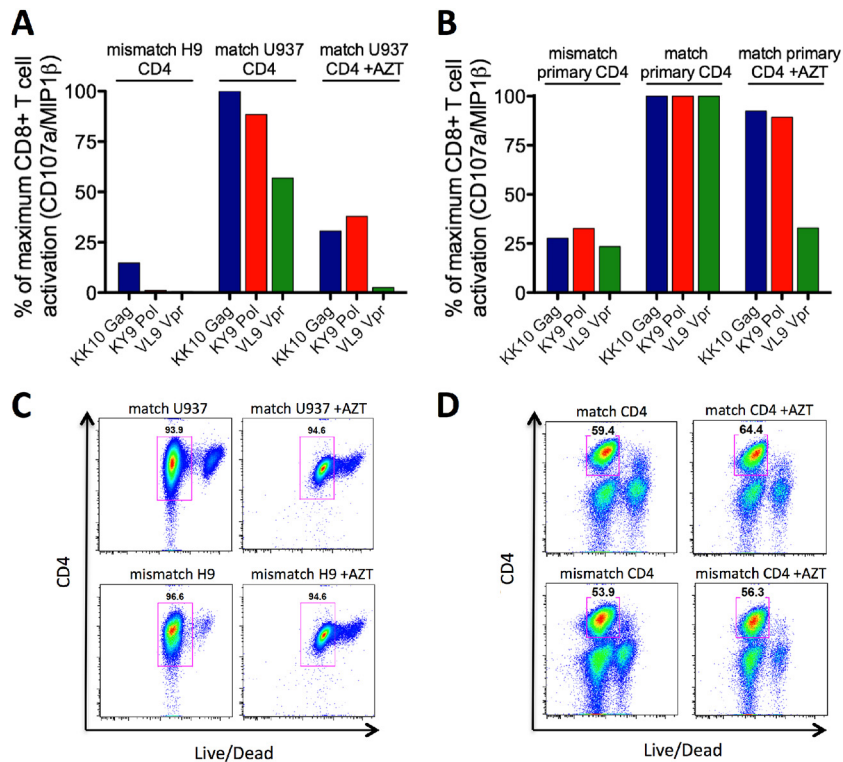 A
mismatch H9
CD4
match U937
CD4
match U937
CD4 +AZT
% of maximum CD8+ T cell
activation (CD107a/MIP1β)
100
75
50
25
0
KK10 Gag
KY9 Pol
VL9 Vpr
KK10 Gag
KY9 Pol
VL9 Vpr
KK10 Gag
KY9 Pol
VL9 Vpr
B
mismatch
primary CD4
match
primary CD4
match primary
CD4 +AZT
% of maximum CD8+ T cell
activation (CD107a/MIP1β)
100
75
50
25
0
KK10 Gag
KY9 Pol
VL9 Vpr
KK10 Gag
KY9 Pol
VL9 Vpr
KK10 Gag
KY9 Pol
VL9 Vpr
C
match U937
93.9
match U937 +AZT
94.6
mismatch H9
96.6
mismatch H9 +AZT
94.6
CD4
Live/Dead
D
match CD4
59.4
match CD4 +AZT
64.4
mismatch CD4
53.9
mismatch CD4 +AZT
56.3
CD4
Live/Dead